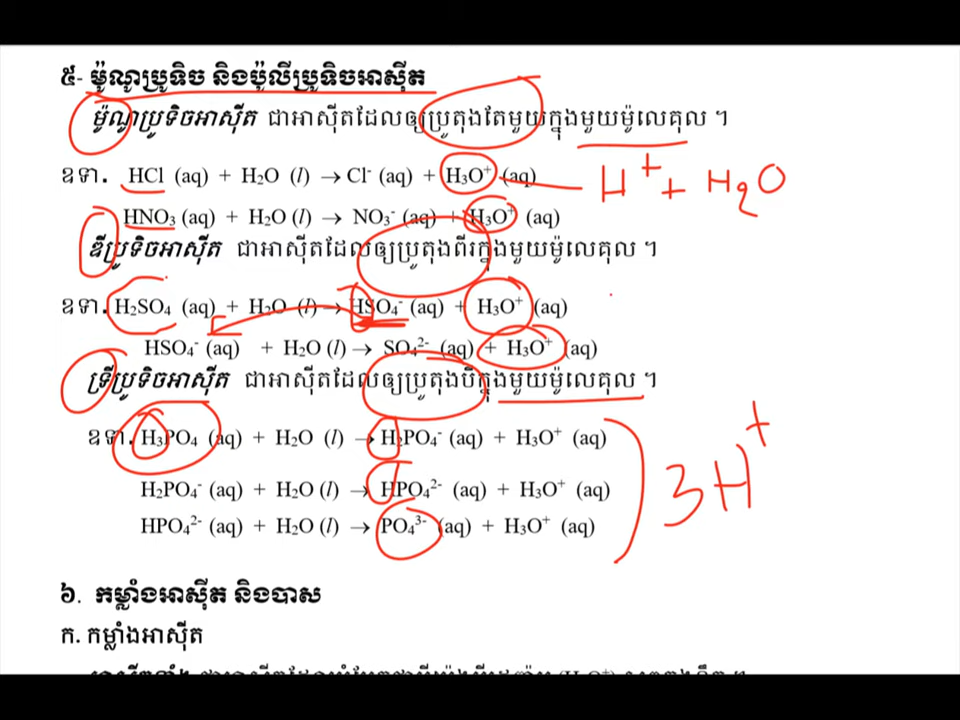 ៥- ម៉ូណូប្រូទិច និងប៉ូលីប្រូទិចអាស៊ីត
ម៉ូណូប្រូទិចអាស៊ីត ជាអាស៊ីតដែលឲ្យប្រូតុងតែមួយក្នុងមួយម៉ូលេគុល ។
ឧទា. HCl (aq) + H₂O (l) → Cl⁻ (aq) + H₃O⁺ (aq) H⁺ + H₂O
HNO₃ (aq) + H₂O (l) → NO₃⁻ (aq) + H₃O⁺ (aq)
ឌីប្រូទិចអាស៊ីត ជាអាស៊ីតដែលឲ្យប្រូតុងពីរក្នុងមួយម៉ូលេគុល ។
ឧទា. H₂SO₄ (aq) + H₂O (l) → HSO₄⁻ (aq) + H₃O⁺ (aq)
HSO₄⁻ (aq) + H₂O (l) → SO₄²⁻ (aq) + H₃O⁺ (aq)
ទ្រីប្រូទិចអាស៊ីត ជាអាស៊ីតដែលឲ្យប្រូតុងបីក្នុងមួយម៉ូលេគុល ។
ឧទា. H₃PO₄ (aq) + H₂O (l) → H₂PO₄⁻ (aq) + H₃O⁺ (aq)
H₂PO₄⁻ (aq) + H₂O (l) → HPO₄²⁻ (aq) + H₃O⁺ (aq) 3H⁺
HPO₄²⁻ (aq) + H₂O (l) → PO₄³⁻ (aq) + H₃O⁺ (aq)
៦. កម្លាំងអាស៊ីត និងបាស
ក. កម្លាំងអាស៊ីត